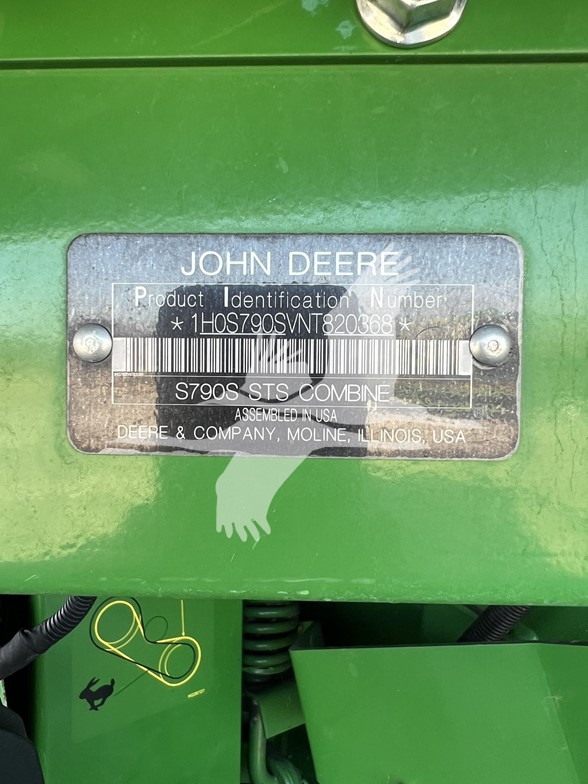 JOHN DEERE
Product Identification Number
* 1H0S790SVNT820368 *
S790S STS COMBINE
ASSEMBLED IN USA
DEERE & COMPANY, MOLINE, ILLINOIS, USA